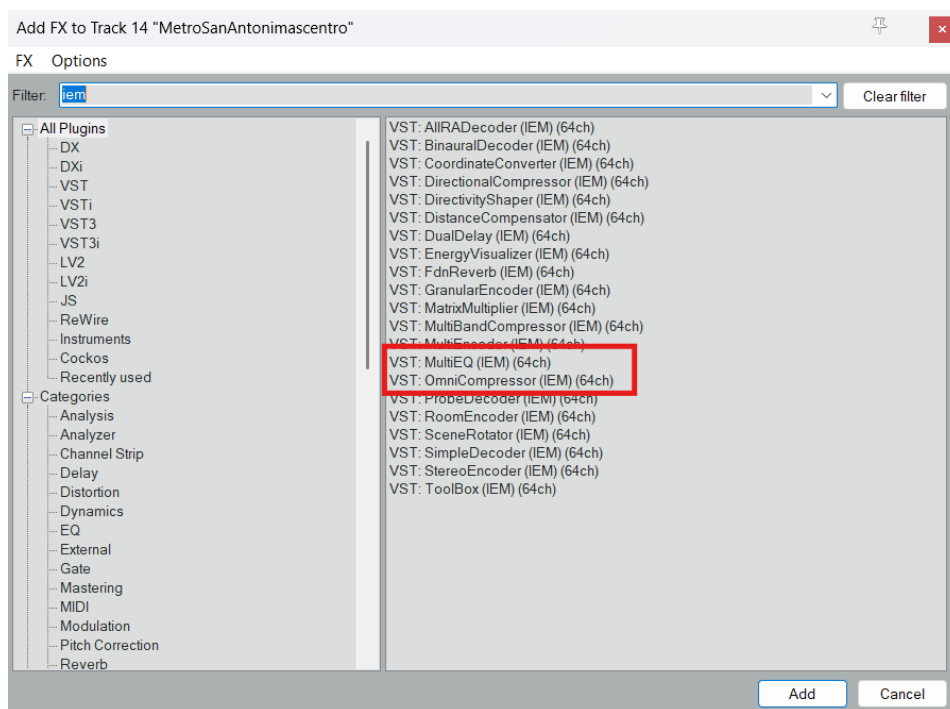 Add FX to Track 14 "MetroSanAntonimascentro"
FX Options
Filter: iem Clear filter
All Plugins
DX
DXi
VST
VSTi
VST3
VST3i
LV2
LV2i
JS
ReWire
Instruments
Cockos
Recently used
Categories
Analysis
Analyzer
Channel Strip
Delay
Distortion
Dynamics
EQ
External
Gate
Mastering
MIDI
Modulation
Pitch Correction
Reverb
VST: AllRADecoder (IEM) (64ch)
VST: BinauralDecoder (IEM) (64ch)
VST: CoordinateConverter (IEM) (64ch)
VST: DirectionalCompressor (IEM) (64ch)
VST: DirectivityShaper (IEM) (64ch)
VST: DistanceCompensator (IEM) (64ch)
VST: DualDelay (IEM) (64ch)
VST: EnergyVisualizer (IEM) (64ch)
VST: FdnReverb (IEM) (64ch)
VST: GranularEncoder (IEM) (64ch)
VST: MatrixMultiplier (IEM) (64ch)
VST: MultiBandCompressor (IEM) (64ch)
VST: MultiEncoder (IEM) (64ch)
VST: MultiEQ (IEM) (64ch)
VST: OmniCompressor (IEM) (64ch)
VST: ProbeDecoder (IEM) (64ch)
VST: RoomEncoder (IEM) (64ch)
VST: SceneRotator (IEM) (64ch)
VST: SimpleDecoder (IEM) (64ch)
VST: StereoEncoder (IEM) (64ch)
VST: ToolBox (IEM) (64ch)
Add Cancel